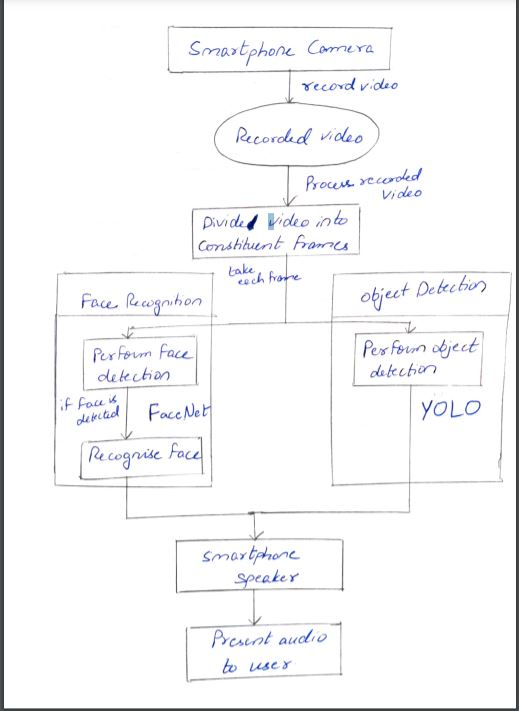 Smartphone Camera
record video
Recorded video
Process recorded
Video
Divide video into
Constituent frames
take
each frame
Face Recognition
Object Detection
Perform Face
detection
Perform object
detection
if Face is
detected
FaceNet
YOLO
Recognise Face
Smartphone
Speaker
Present audio
to user